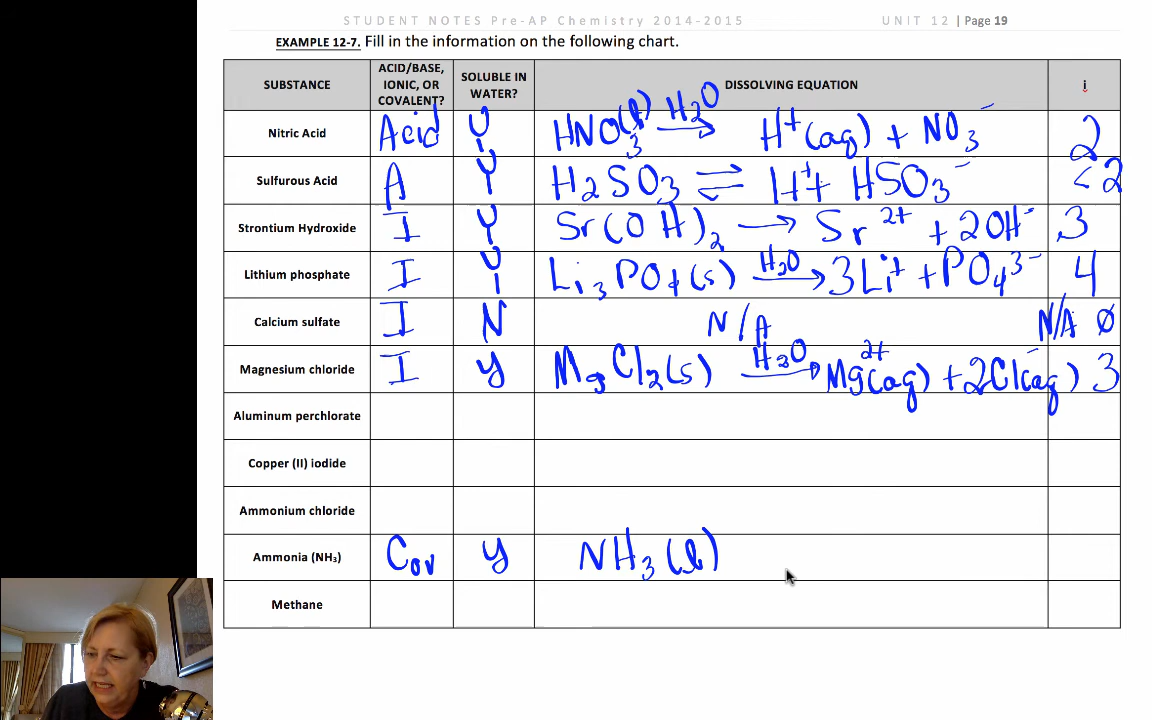 STUDENT NOTES Pre-AP Chemistry 2014-2015 UNIT 12 | Page 19
EXAMPLE 12-7. Fill in the information on the following chart.
SUBSTANCE ACID/BASE, IONIC, OR COVALENT? SOLUBLE IN WATER? DISSOLVING EQUATION i
Nitric Acid Acid Y HNO₃(l) H₂O→ H⁺(aq) + NO₃⁻ 2
Sulfurous Acid A Y H₂SO₃ ⇌ H⁺ + HSO₃⁻ <2
Strontium Hydroxide I Y Sr(OH)₂ → Sr²⁺ + 2OH⁻ 3
Lithium phosphate I Y Li₃PO₄(s) H₂O→ 3Li⁺ + PO₄³⁻ 4
Calcium sulfate I N N/A N/A Ø
Magnesium chloride I Y MgCl₂(s) H₂O→ Mg²⁺(aq) + 2Cl⁻(aq) 3
Aluminum perchlorate
Copper (II) iodide
Ammonium chloride
Ammonia (NH₃) Cov Y NH₃(l)
Methane